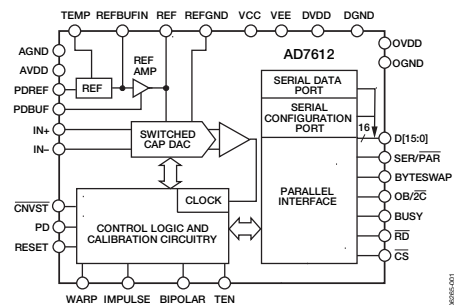 TEMP REFBUFIN REF REFGND VCC VEE DVDD DGND
AGND
AVDD
PDREF
PDBUF
IN+
IN–
CNVST
PD
RESET
REF
REF
AMP
AD7612
SWITCHED
CAP DAC
CLOCK
CONTROL LOGIC AND
CALIBRATION CIRCUITRY
SERIAL DATA
PORT
SERIAL
CONFIGURATION
PORT
16
PARALLEL
INTERFACE
OVDD
OGND
D[15:0]
SER/PAR
BYTESWAP
OB/2C
BUSY
RD
CS
WARP IMPULSE BIPOLAR TEN
06265-001